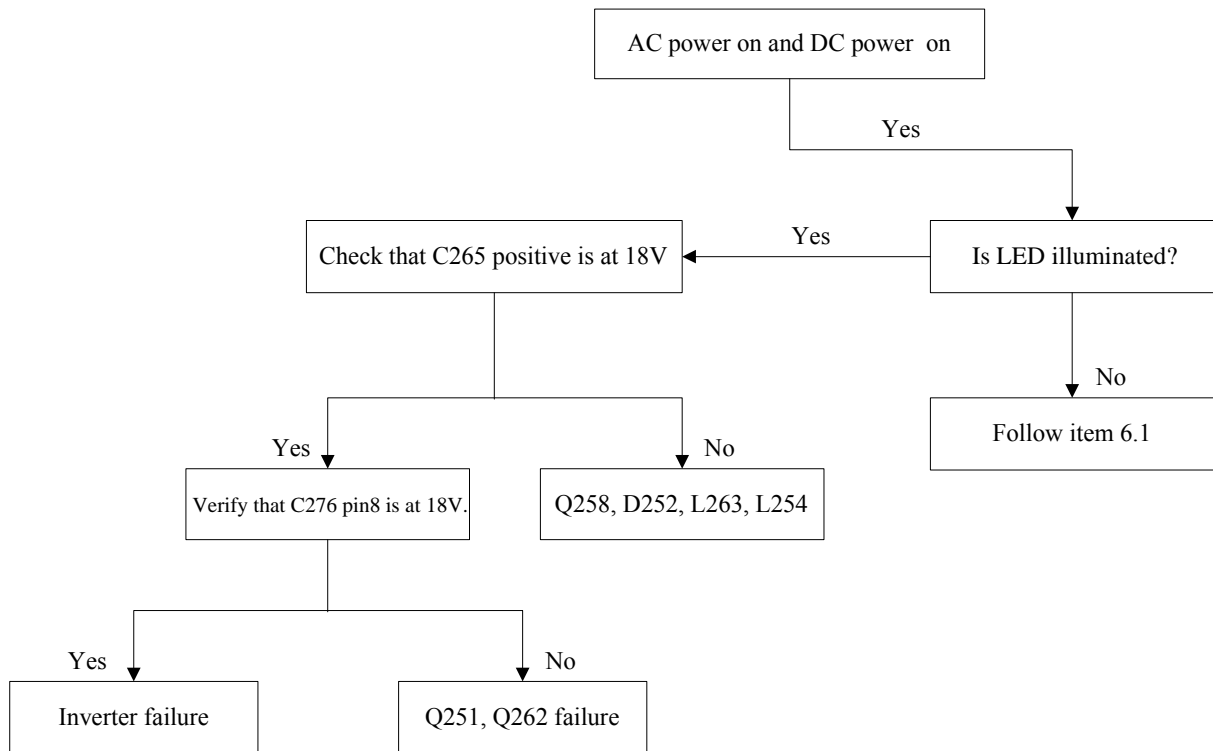 AC power on and DC power on
Yes
Yes
Check that C265 positive is at 18V
Is LED illuminated?
No
Follow item 6.1
Yes
No
Verify that C276 pin8 is at 18V.
Q258, D252, L263, L254
Yes
No
Inverter failure
Q251, Q262 failure